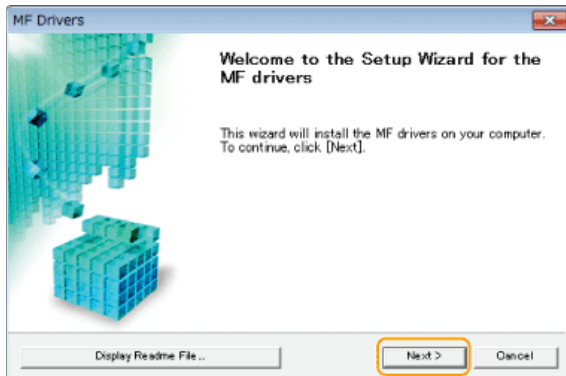 MF Drivers
Welcome to the Setup Wizard for the
MF drivers
This wizard will install the MF drivers on your computer.
To continue, click [Next].
Display Readme File...
Next >
Cancel